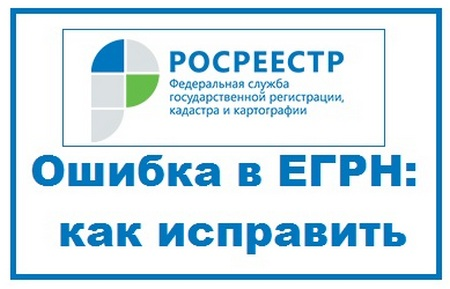 РОСРЕЕСТР
Федеральная служба
государственной регистрации,
кадастра и картографии
Ошибка в ЕГРН:
как исправить